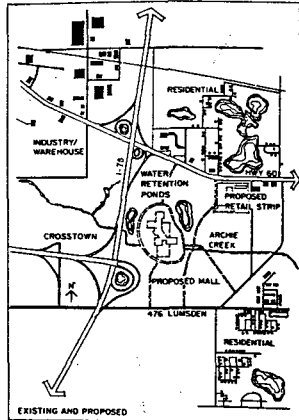 RESIDENTIAL
INDUSTRY/
WAREHOUSE
I-75
WATER/
RETENTION
PONDS
HWY 60
PROPOSED
RETAIL STRIP
CROSSTOWN
ARCHIE
CREEK
N
PROPOSED MALL
476 LUMSDEN
RESIDENTIAL
EXISTING AND PROPOSED